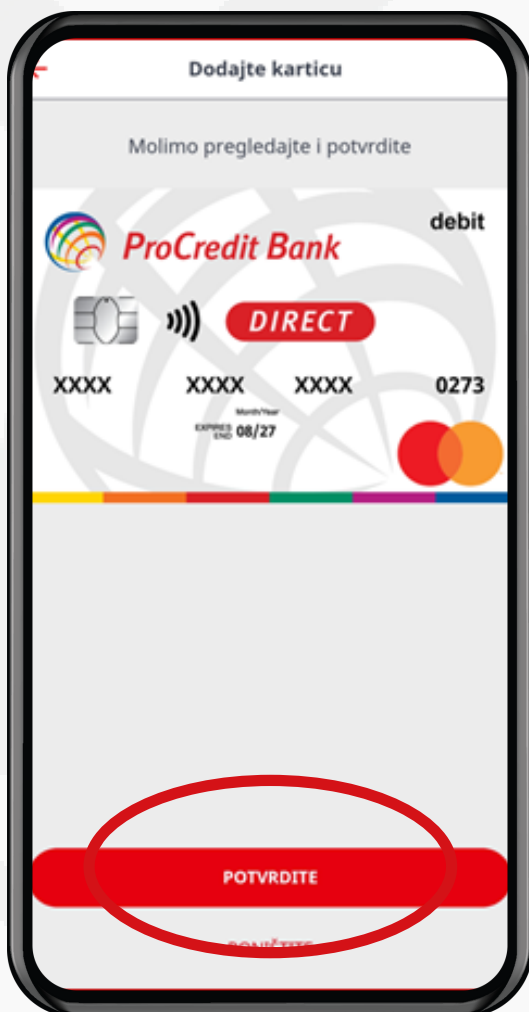 Dodajte karticu
Molimo pregledajte i potvrdite
debit
ProCredit Bank
DIRECT
XXXX XXXX XXXX 0273
Month/Year
EXPIRES END 08/27
POTVRDITE
PONIŠTITE